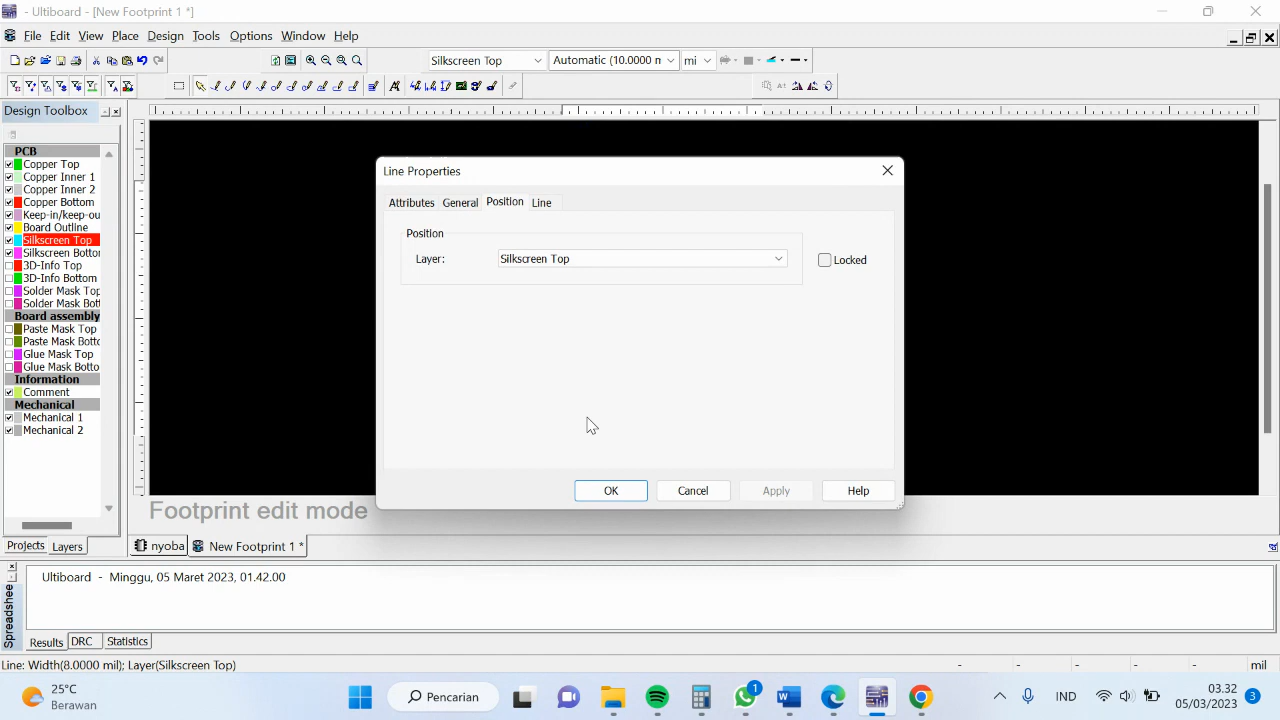 - Ultiboard - [New Footprint 1 *]
File Edit View Place Design Tools Options Window Help
Silkscreen Top Automatic (10.0000 m mi
Design Toolbox
PCB
Copper Top
Copper Inner 1
Copper Inner 2
Copper Bottom
Keep-in/keep-ou
Board Outline
Silkscreen Top
Silkscreen Bottor
3D-Info Top
3D-Info Bottom
Solder Mask Top
Solder Mask Bott
Board assembly
Paste Mask Top
Paste Mask Botto
Glue Mask Top
Glue Mask Botto
Information
Comment
Mechanical
Mechanical 1
Mechanical 2
Projects Layers
Line Properties
Attributes General Position Line
Position
Layer: Silkscreen Top
Locked
OK Cancel Apply Help
Footprint edit mode
nyoba New Footprint 1 *
Spreadshee
Ultiboard - Minggu, 05 Maret 2023, 01.42.00
Results DRC Statistics
Line: Width(8.0000 mil); Layer(Silkscreen Top) - - - - - mil
25°C
Berawan
Pencarian
1
IND
03.32
05/03/2023
3